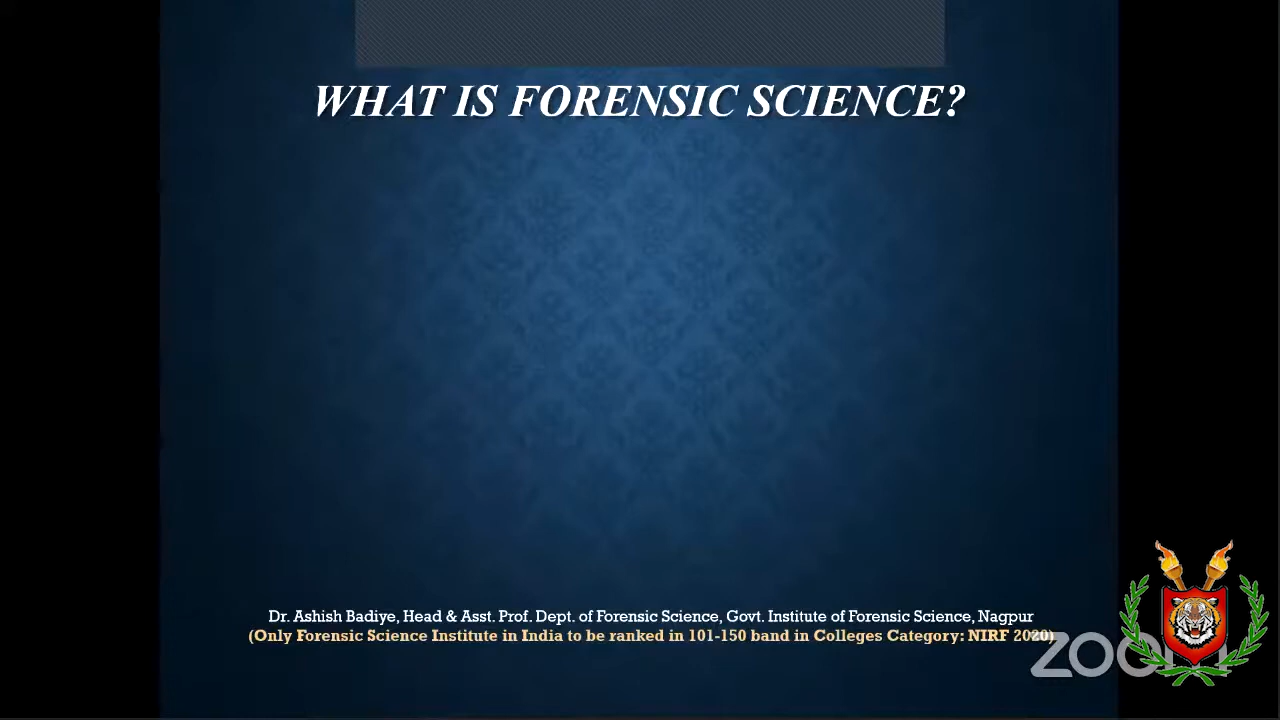 WHAT IS FORENSIC SCIENCE?
Dr. Ashish Badiye, Head & Asst. Prof. Dept. of Forensic Science, Govt. Institute of Forensic Science, Nagpur
(Only Forensic Science Institute in India to be ranked in 101-150 band in Colleges Category: NIRF 2020)
zoom